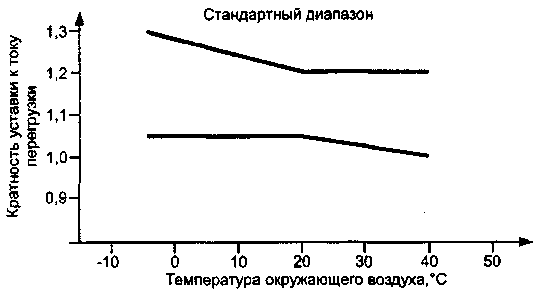 Стандартный диапазон
Кратность уставки к току
перегрузки
1,3
1,2
1,1
1,0
0,9
-10 0 10 20 30 40 50
Температура окружающего воздуха,°C